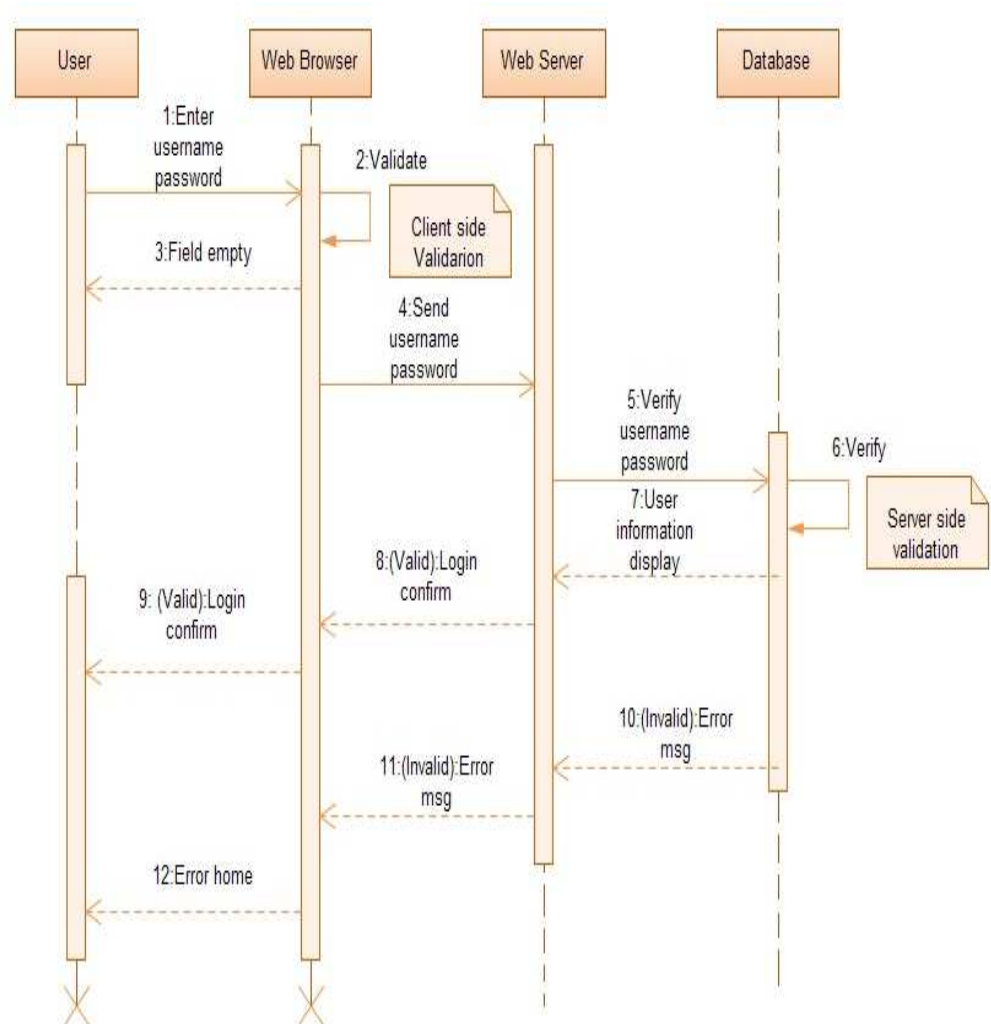 User
Web Browser
Web Server
Database
1:Enter
username
password
2:Validate
Client side
Validarion
3:Field empty
4:Send
username
password
5:Verify
username
password
6:Verify
Server side
validation
7:User
information
display
8:(Valid):Login
confirm
9: (Valid):Login
confirm
10:(Invalid):Error
msg
11:(Invalid):Error
msg
12:Error home